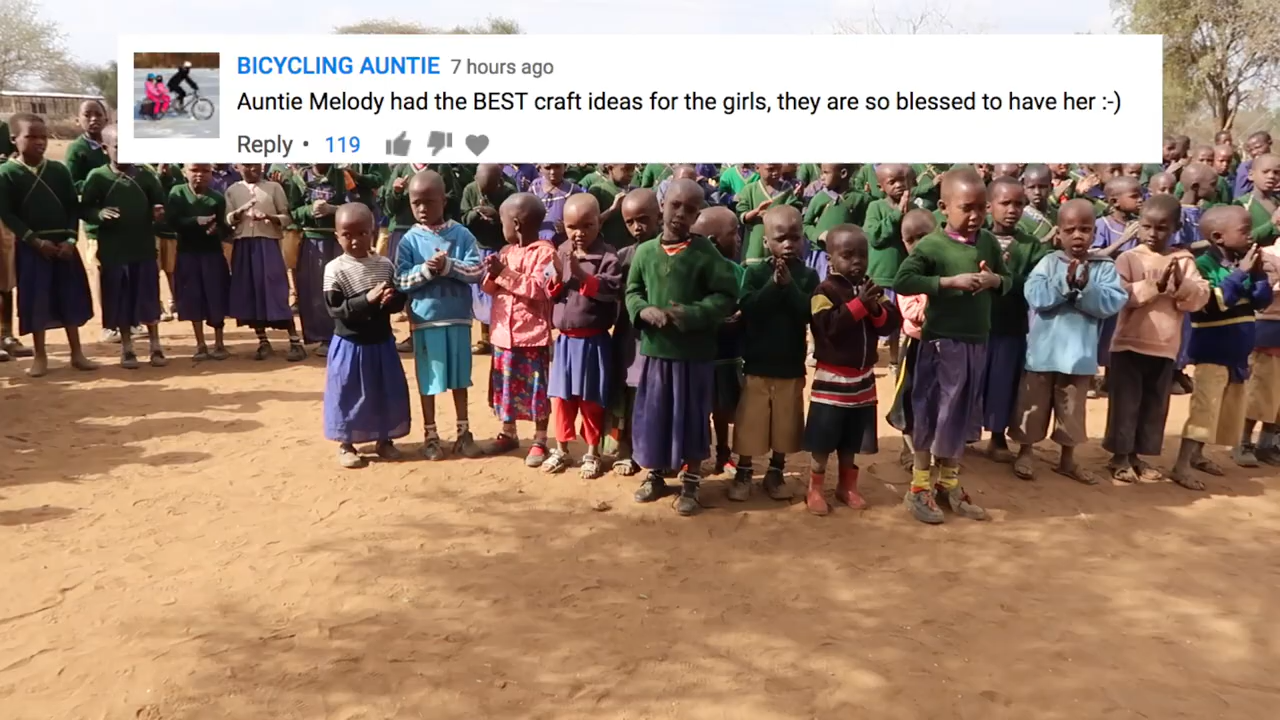 BICYCLING AUNTIE 7 hours ago
Auntie Melody had the BEST craft ideas for the girls, they are so blessed to have her :-)
Reply • 119